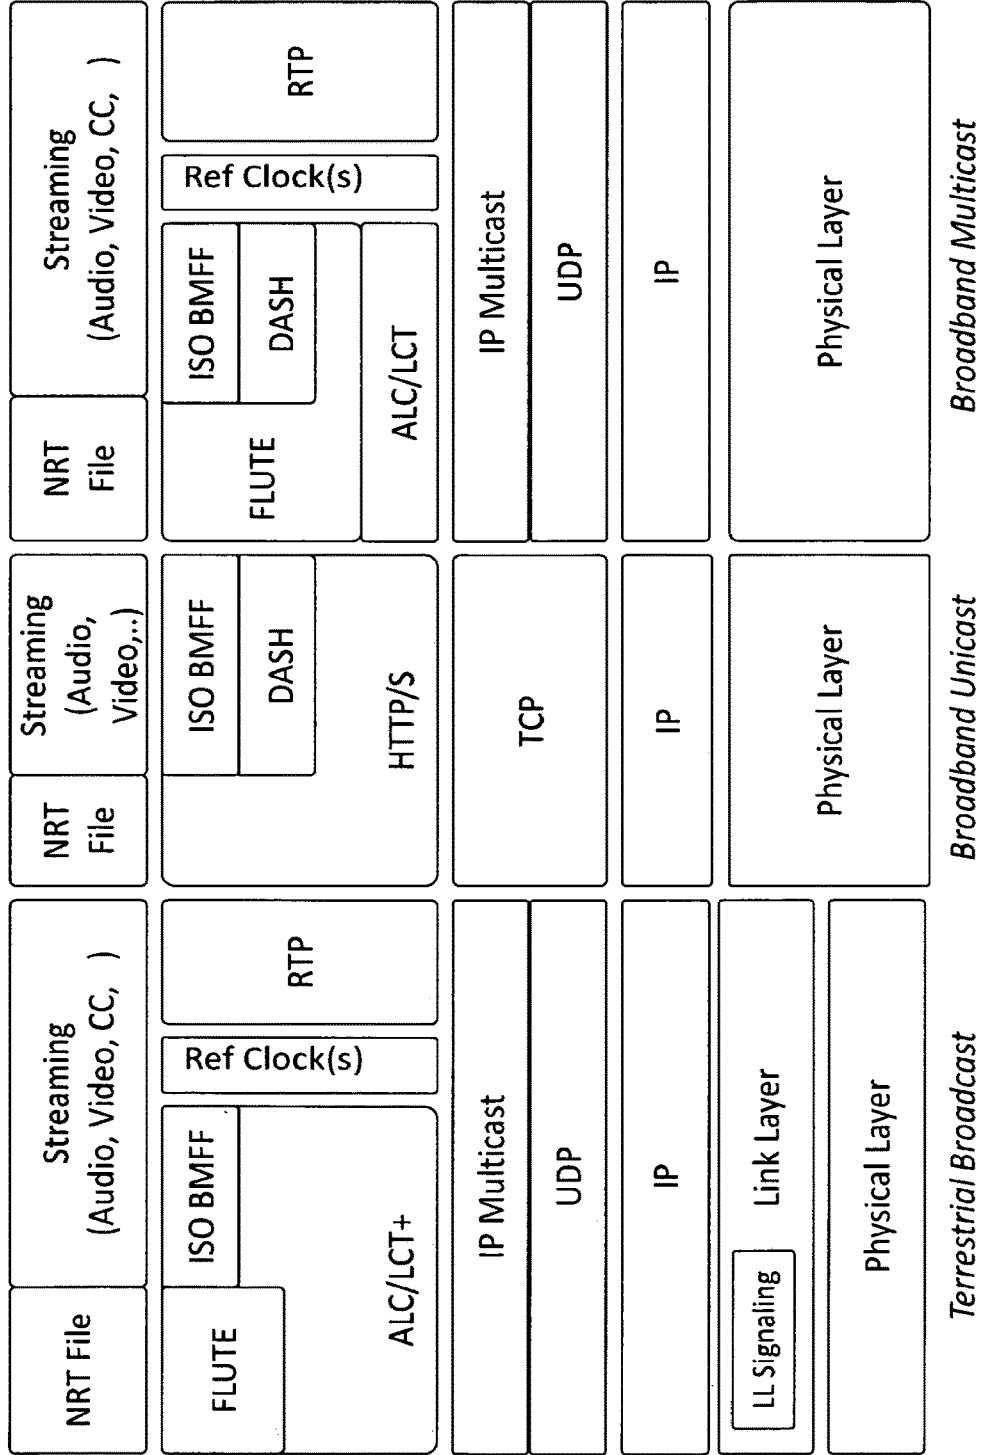 NRT File
Streaming
(Audio, Video, CC, )
FLUTE
ISO BMFF
ALC/LCT+
Ref Clock(s)
RTP
IP Multicast
UDP
IP
LL Signaling
Link Layer
Physical Layer
Terrestrial Broadcast
NRT
File
Streaming
(Audio,
Video,..)
ISO BMFF
DASH
HTTP/S
TCP
IP
Physical Layer
Broadband Unicast
NRT
File
Streaming
(Audio, Video, CC, )
FLUTE
ISO BMFF
DASH
ALC/LCT
Ref Clock(s)
RTP
IP Multicast
UDP
IP
Physical Layer
Broadband Multicast